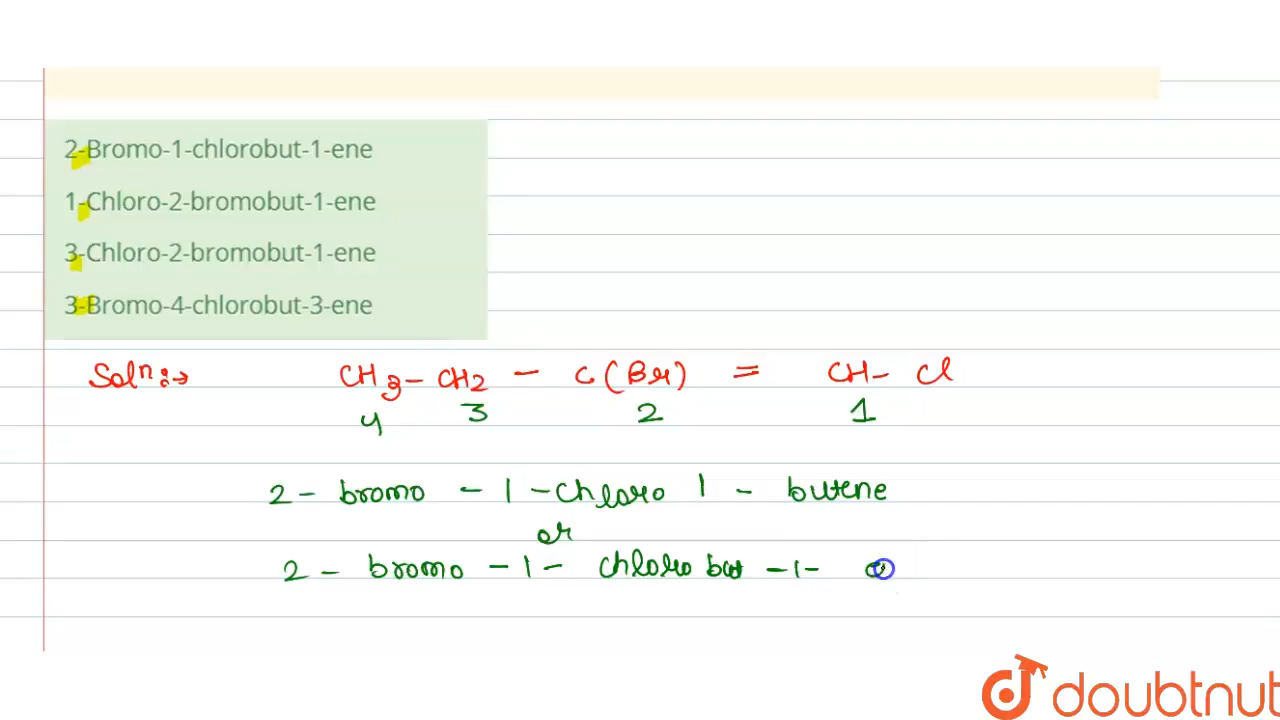 2-Bromo-1-chlorobut-1-ene
1-Chloro-2-bromobut-1-ene
3-Chloro-2-bromobut-1-ene
3-Bromo-4-chlorobut-3-ene
Solⁿ :→ CH3 - CH2 - C(Br) = CH - Cl
4 3 2 1
2 - bromo - 1 - chloro 1 - butene
or
2 - bromo - 1 - chloro but - 1 -
doubtnut